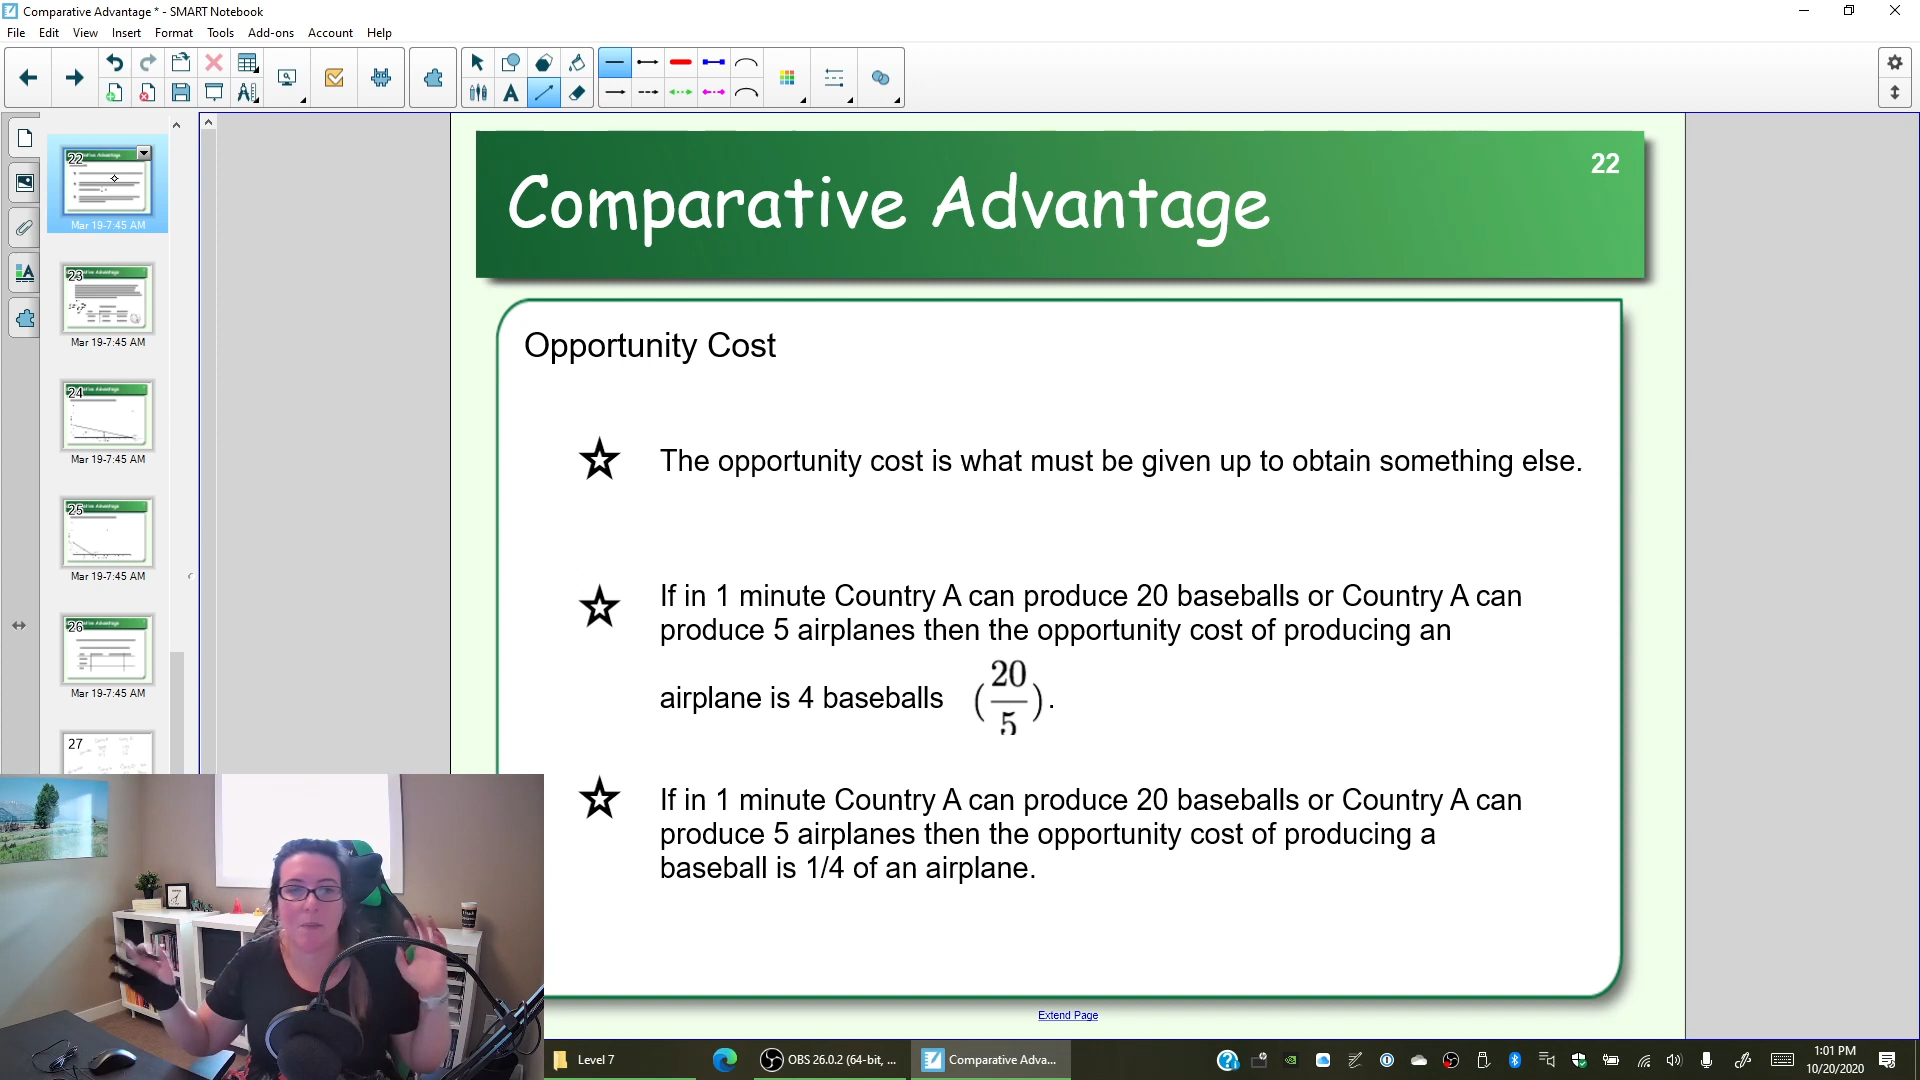 Comparative Advantage * - SMART Notebook
File Edit View Insert Format Tools Add-ons Account Help
22
Mar 19-7:45 AM
23
Mar 19-7:45 AM
24
Mar 19-7:45 AM
25
Mar 19-7:45 AM
26
Mar 19-7:45 AM
27
22
Comparative Advantage
Opportunity Cost
The opportunity cost is what must be given up to obtain something else.
If in 1 minute Country A can produce 20 baseballs or Country A can
produce 5 airplanes then the opportunity cost of producing an
airplane is 4 baseballs (20/5).
If in 1 minute Country A can produce 20 baseballs or Country A can
produce 5 airplanes then the opportunity cost of producing a
baseball is 1/4 of an airplane.
Extend Page
Level 7
OBS 26.0.2 (64-bit, ...
Comparative Adva...
1:01 PM
10/20/2020